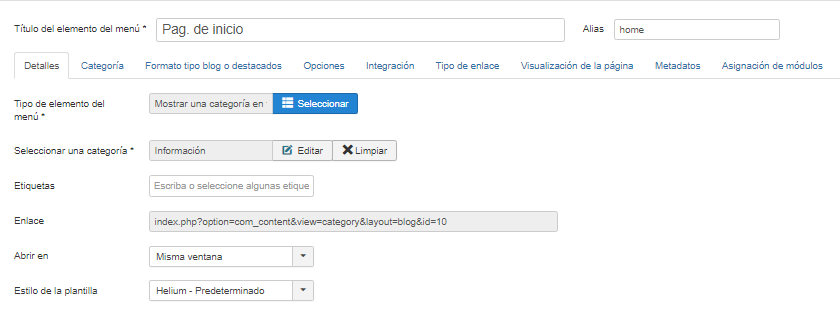 Título del elemento del menú * Pag. de inicio Alias home
Detalles Categoría Formato tipo blog o destacados Opciones Integración Tipo de enlace Visualización de la página Metadatos Asignación de módulos
Tipo de elemento del menú * Mostrar una categoría en Seleccionar
Seleccionar una categoría * Información Editar Limpiar
Etiquetas Escriba o seleccione algunas etique
Enlace index.php?option=com_content&view=category&layout=blog&id=10
Abrir en Misma ventana
Estilo de la plantilla Helium - Predeterminado